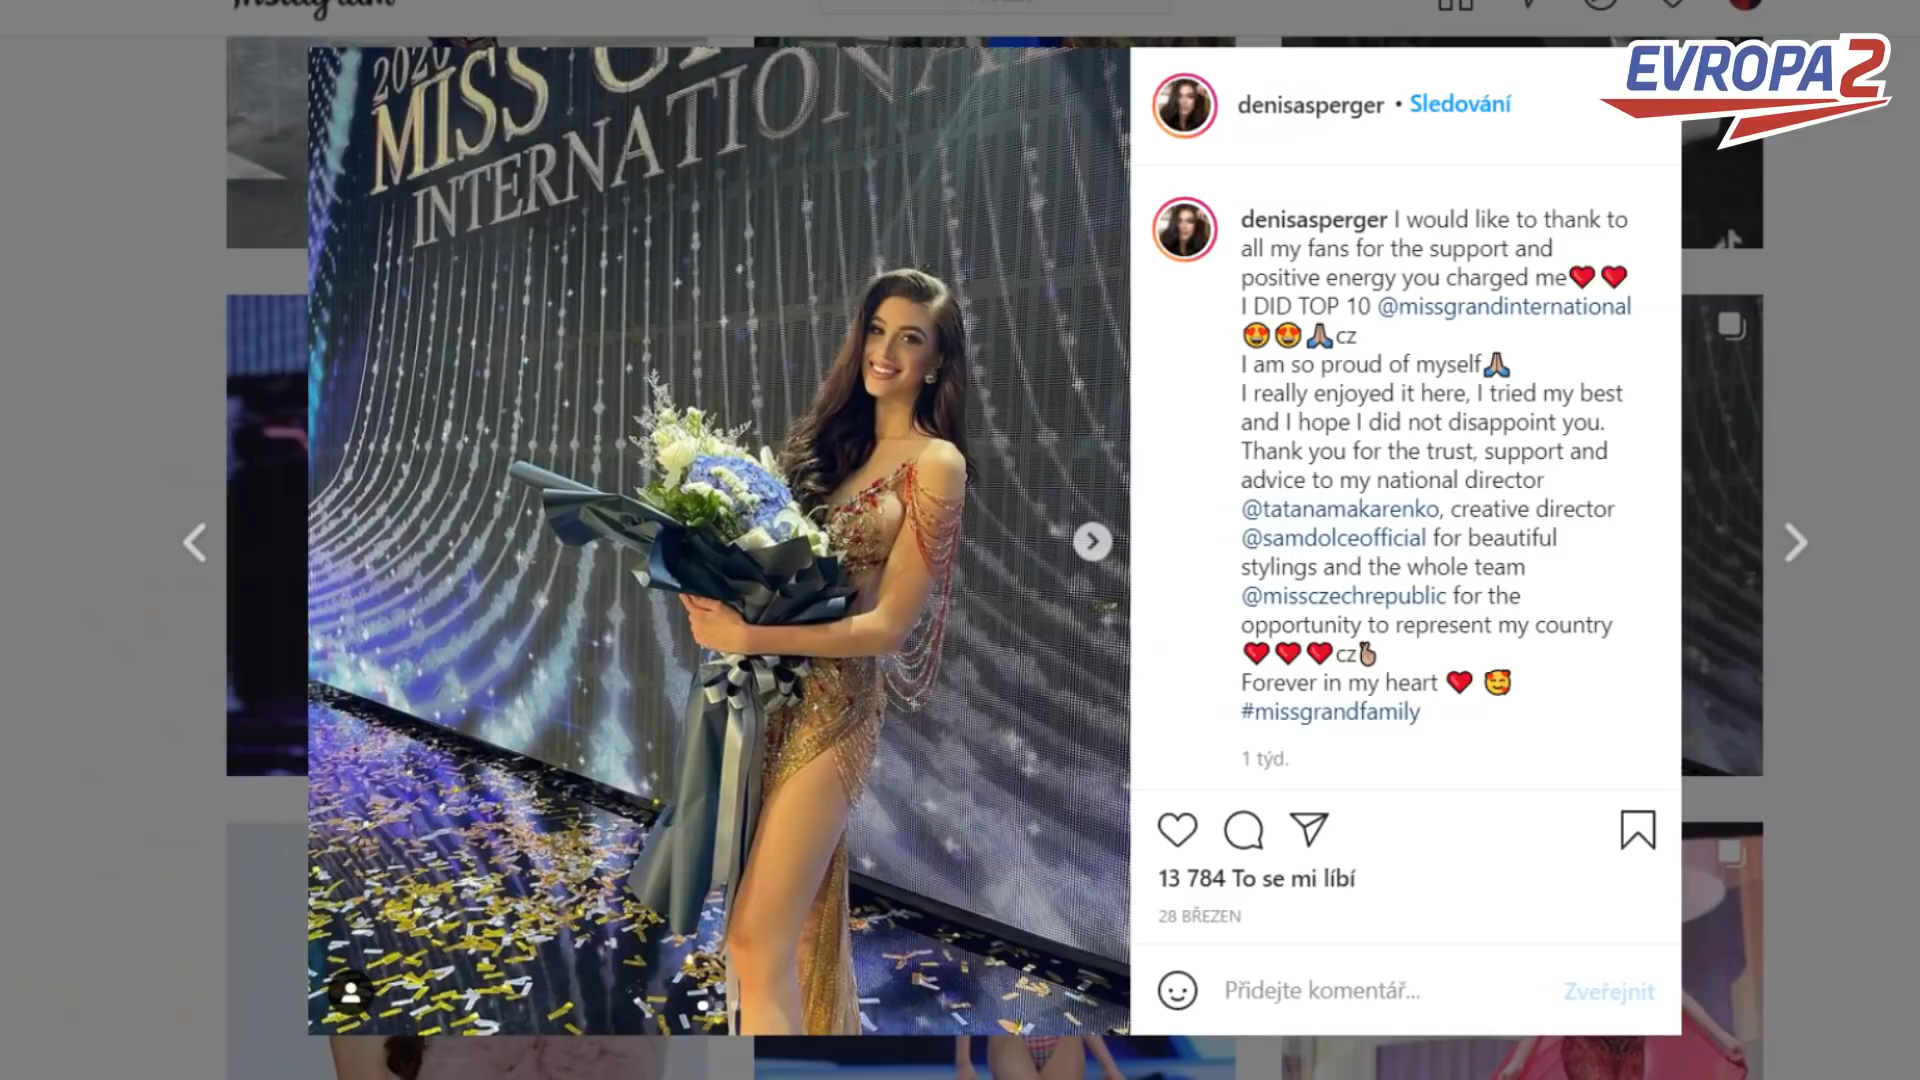 Instagram
EVROPA 2
2020
MISS GRAND
INTERNATIONAL
denisasperger • Sledování
denisasperger I would like to thank to
all my fans for the support and
positive energy you charged me❤️❤️
I DID TOP 10 @missgrandinternational
😍😍🙏🏼cz
I am so proud of myself🙏🏼
I really enjoyed it here, I tried my best
and I hope I did not disappoint you.
Thank you for the trust, support and
advice to my national director
@tatanamakarenko, creative director
@samdolceofficial for beautiful
stylings and the whole team
@missczechrepublic for the
opportunity to represent my country
❤️❤️❤️cz🫰🏼
Forever in my heart ❤️ 🥰
#missgrandfamily
1 týd.
13 784 To se mi líbí
28 BŘEZEN
Přidejte komentář...
Zveřejnit